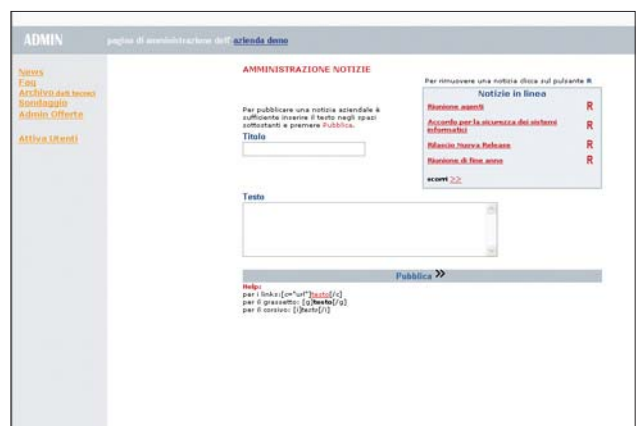 ADMIN
pagina di amministrazione dell'azienda demo
News
Faq
Archivio dati tecnici
Sondaggio
Admin Offerte
Attiva Utenti
AMMINISTRAZIONE NOTIZIE
Per pubblicare una notizia aziendale è
sufficiente inserire il testo negli spazi
sottostanti e premere Pubblica.
Titolo
Per rimuovere una notizia clicca sul pulsante R
Notizie in linea
Riunione agenti R
Accordo per la sicurezza dei sistemi
informatici R
Rilascio Nuova Release R
Riunione di fine anno R
scorri >>
Testo
Pubblica »
Help:
per i links:[c="url"]testo[/c]
per il grassetto: [g]testo[/g]
per il corsivo: [i]testo[/i]